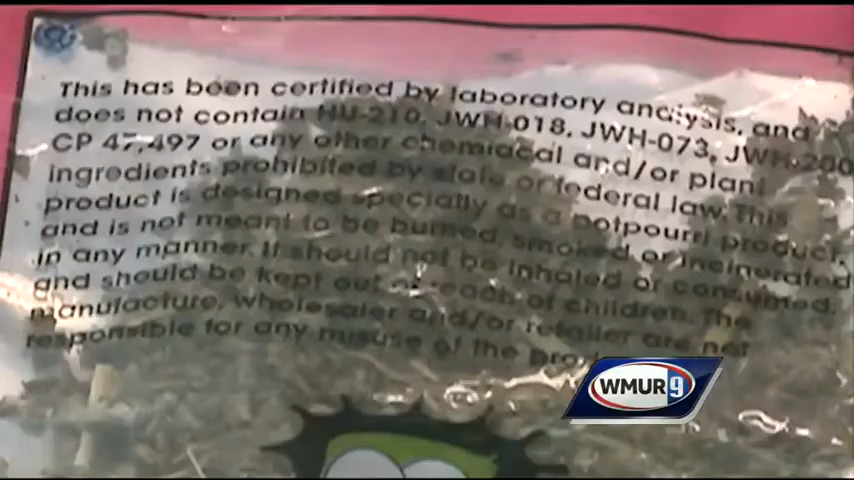 This has been certified by laboratory analysis, and
does not contain HU-210, JWH-018, JWH-073, JWH-200
CP 47,497 or any other chemiacal and/or plant
ingredients prohibited by state or federal law. This
product is designed specially as a potpourri product,
and is not meant to be burned, smoked or incinerated
in any manner. It should not be inhaled or consumed.
and should be kept out of reach of children. The
manufacture, wholesaler and/or retailer are not
responsible for any misuse of the
WMUR 9